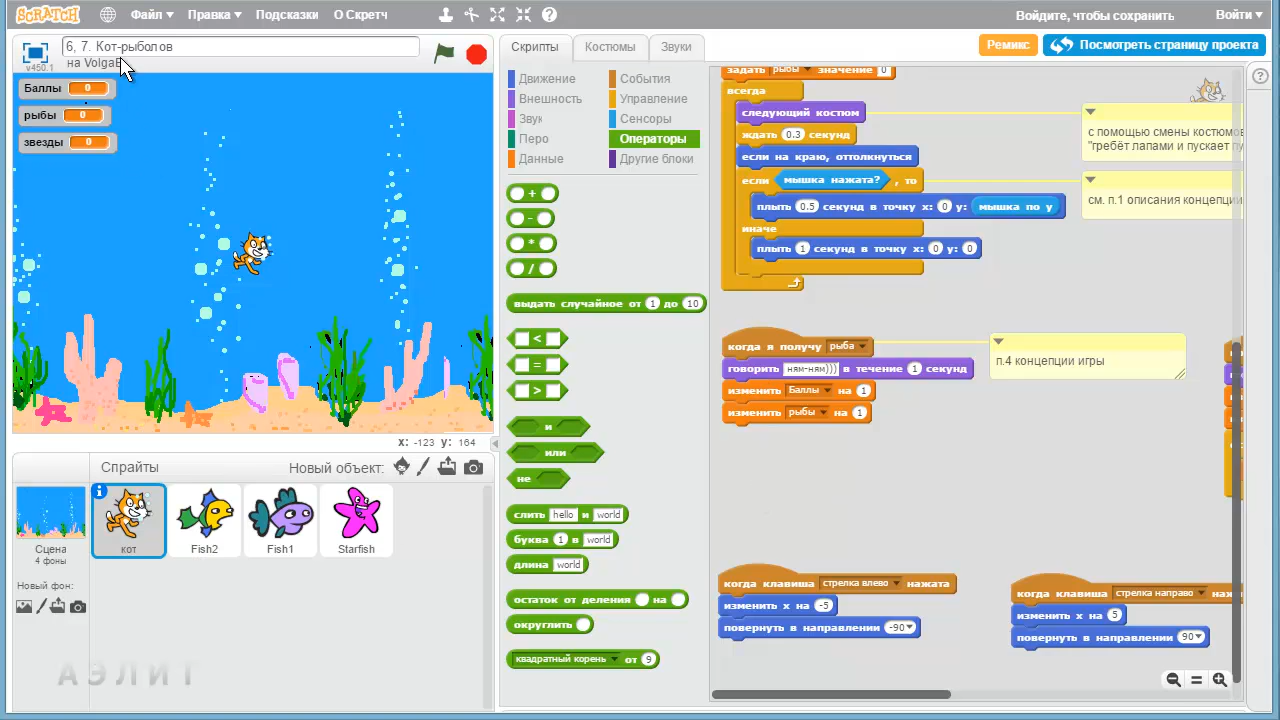 SCRATCH Файл Правка Подсказки О Скретч Войдите, чтобы сохранить Войти
v450.1 6, 7. Кот-рыболов
на Volga
Скрипты Костюмы Звуки Ремикс Посмотреть страницу проекта
Баллы 0
рыбы 0
звезды 0
x: -123 y: 164
Спрайты Новый объект:
Сцена
4 фоны
Новый фон:
кот Fish2 Fish1 Starfish
АЭЛИТ
Движение События
Внешность Управление
Звук Сенсоры
Перо Операторы
Данные Другие блоки
+
-
*
/
выдать случайное от 1 до 10
<
=
>
и
или
не
слить hello и world
буква 1 в world
длина world
остаток от деления на
округлить
квадратный корень от 9
задать рыбы значение 0
всегда
следующий костюм
ждать 0.3 секунд
если на краю, оттолкнуться
если мышка нажата? , то
плыть 0.5 секунд в точку x: 0 y: мышка по y
иначе
плыть 1 секунд в точку x: 0 y: 0
с помощью смены костюмов
"гребёт лапами и пускает
см. п.1 описания концепции
когда я получу рыба
говорить ням-ням))) в течение 1 секунд
изменить Баллы на 1
изменить рыбы на 1
п.4 концепции игры
когда клавиша стрелка влево нажата
изменить x на -5
повернуть в направлении -90
когда клавиша стрелка направо наж
изменить x на 5
повернуть в направлении 90